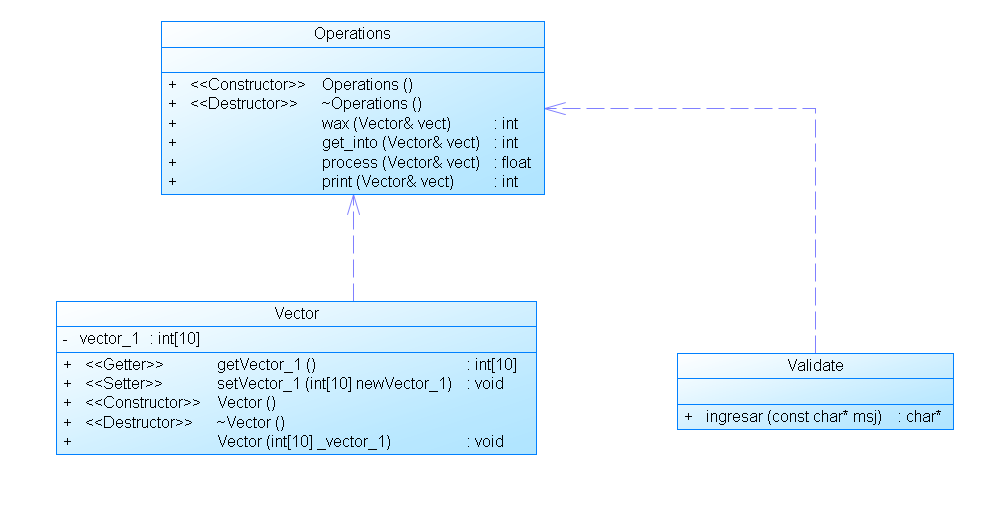 Operations
+ <<Constructor>> Operations ()
+ <<Destructor>> ~Operations ()
+ wax (Vector& vect) : int
+ get_into (Vector& vect) : int
+ process (Vector& vect) : float
+ print (Vector& vect) : int
Vector
- vector_1 : int[10]
+ <<Getter>> getVector_1 () : int[10]
+ <<Setter>> setVector_1 (int[10] newVector_1) : void
+ <<Constructor>> Vector ()
+ <<Destructor>> ~Vector ()
+ Vector (int[10] _vector_1) : void
Validate
+ ingresar (const char* msj) : char*